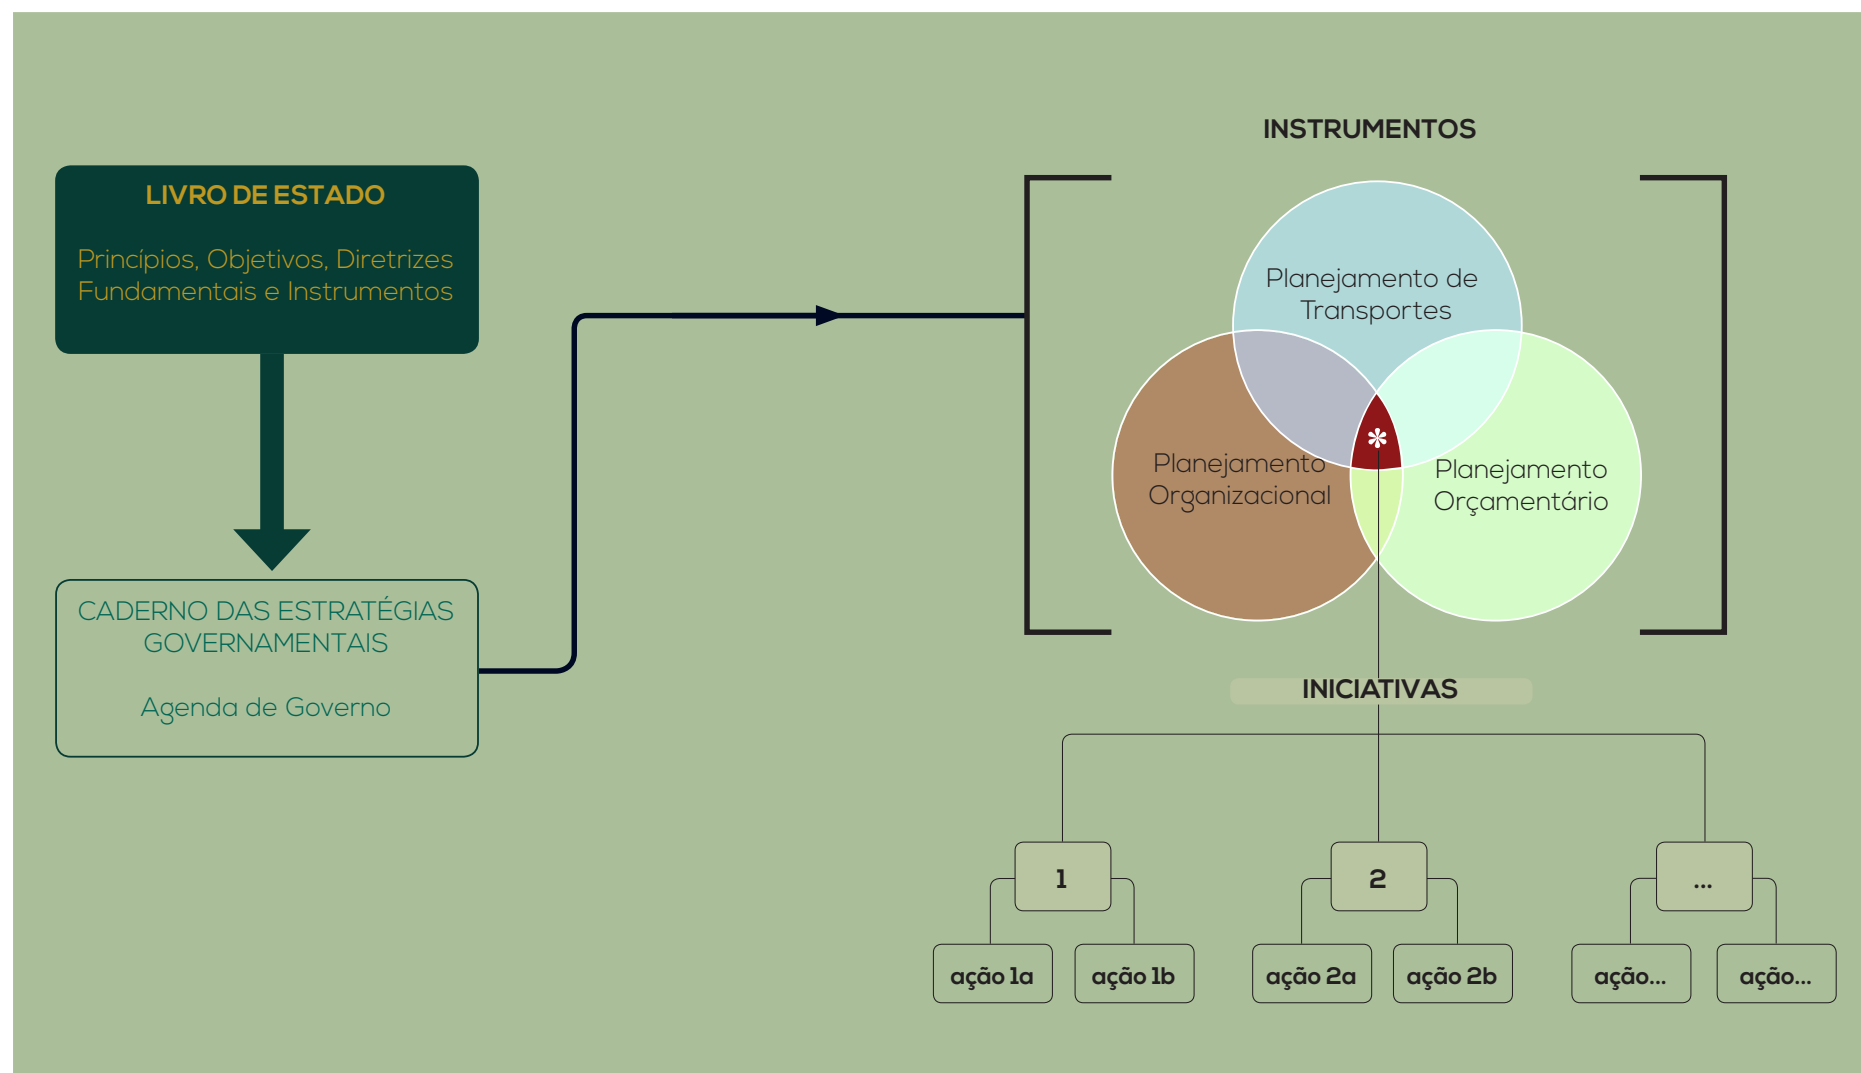 LIVRO DE ESTADO
Princípios, Objetivos, Diretrizes
Fundamentais e Instrumentos
CADERNO DAS ESTRATÉGIAS
GOVERNAMENTAIS
Agenda de Governo
INSTRUMENTOS
Planejamento de
Transportes
*
Planejamento
Organizacional
Planejamento
Orçamentário
INICIATIVAS
1
2
...
ação 1a
ação 1b
ação 2a
ação 2b
ação...
ação...